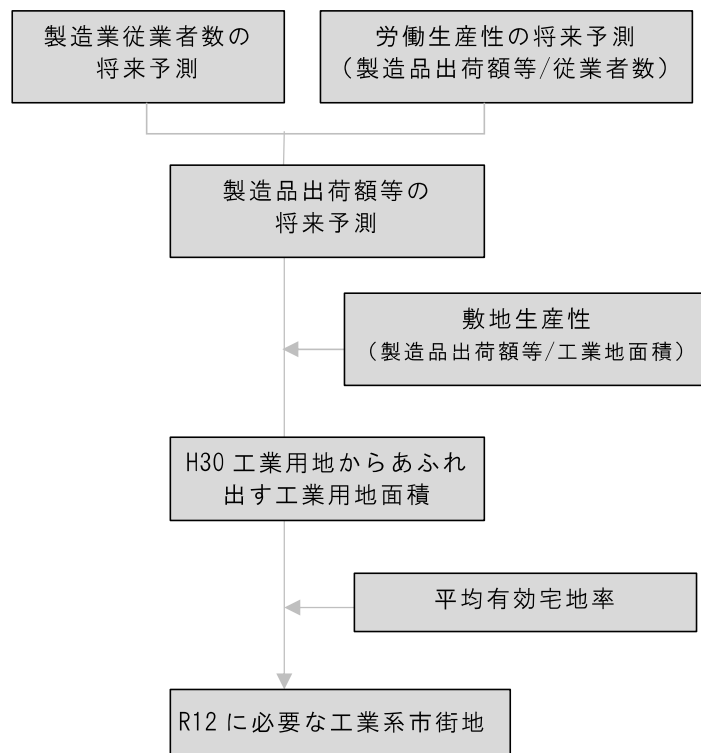 製造業従業者数の
将来予測
労働生産性の将来予測
（製造品出荷額等/従業者数）
製造品出荷額等の
将来予測
敷地生産性
（製造品出荷額等/工業地面積）
H30 工業用地からあふれ
出す工業用地面積
平均有効宅地率
R12 に必要な工業系市街地